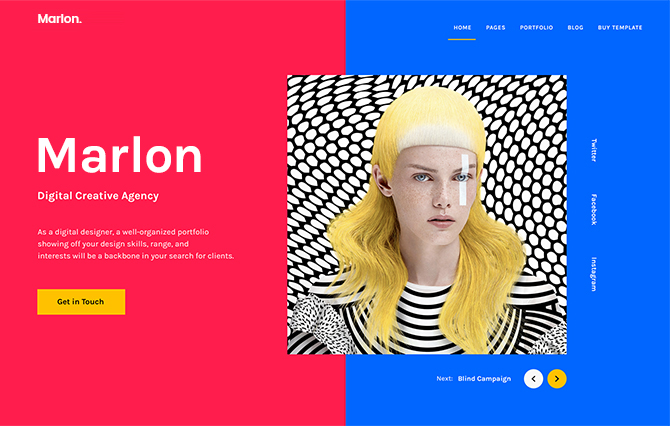 Marlon.
HOME PAGES PORTFOLIO BLOG BUY TEMPLATE
Marlon
Digital Creative Agency
As a digital designer, a well-organized portfolio
showing off your design skills, range, and
interests will be a backbone in your search for clients.
Get in Touch
Twitter
Facebook
Instagram
Next: Blind Campaign